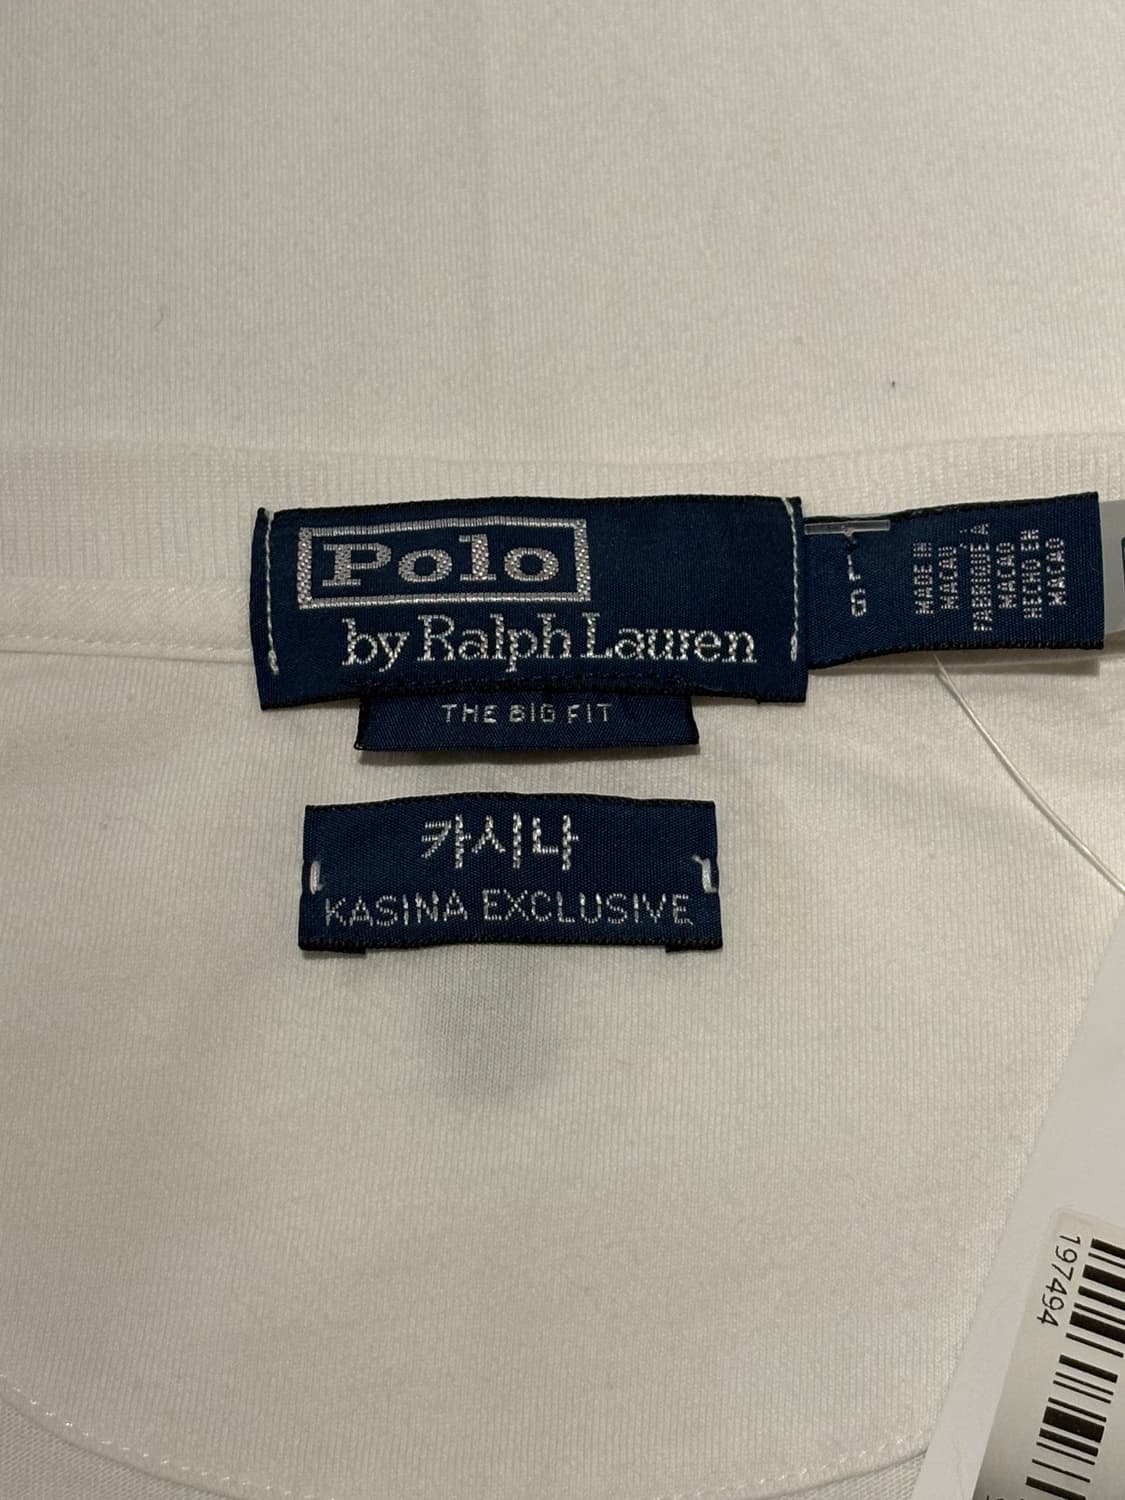 Polo
by Ralph Lauren
THE BIG FIT
L
G
MADE IN
MACAO
FABRIQUÉ À
MACAO
HECHO EN
MACAO
카시나
KASINA EXCLUSIVE
197494